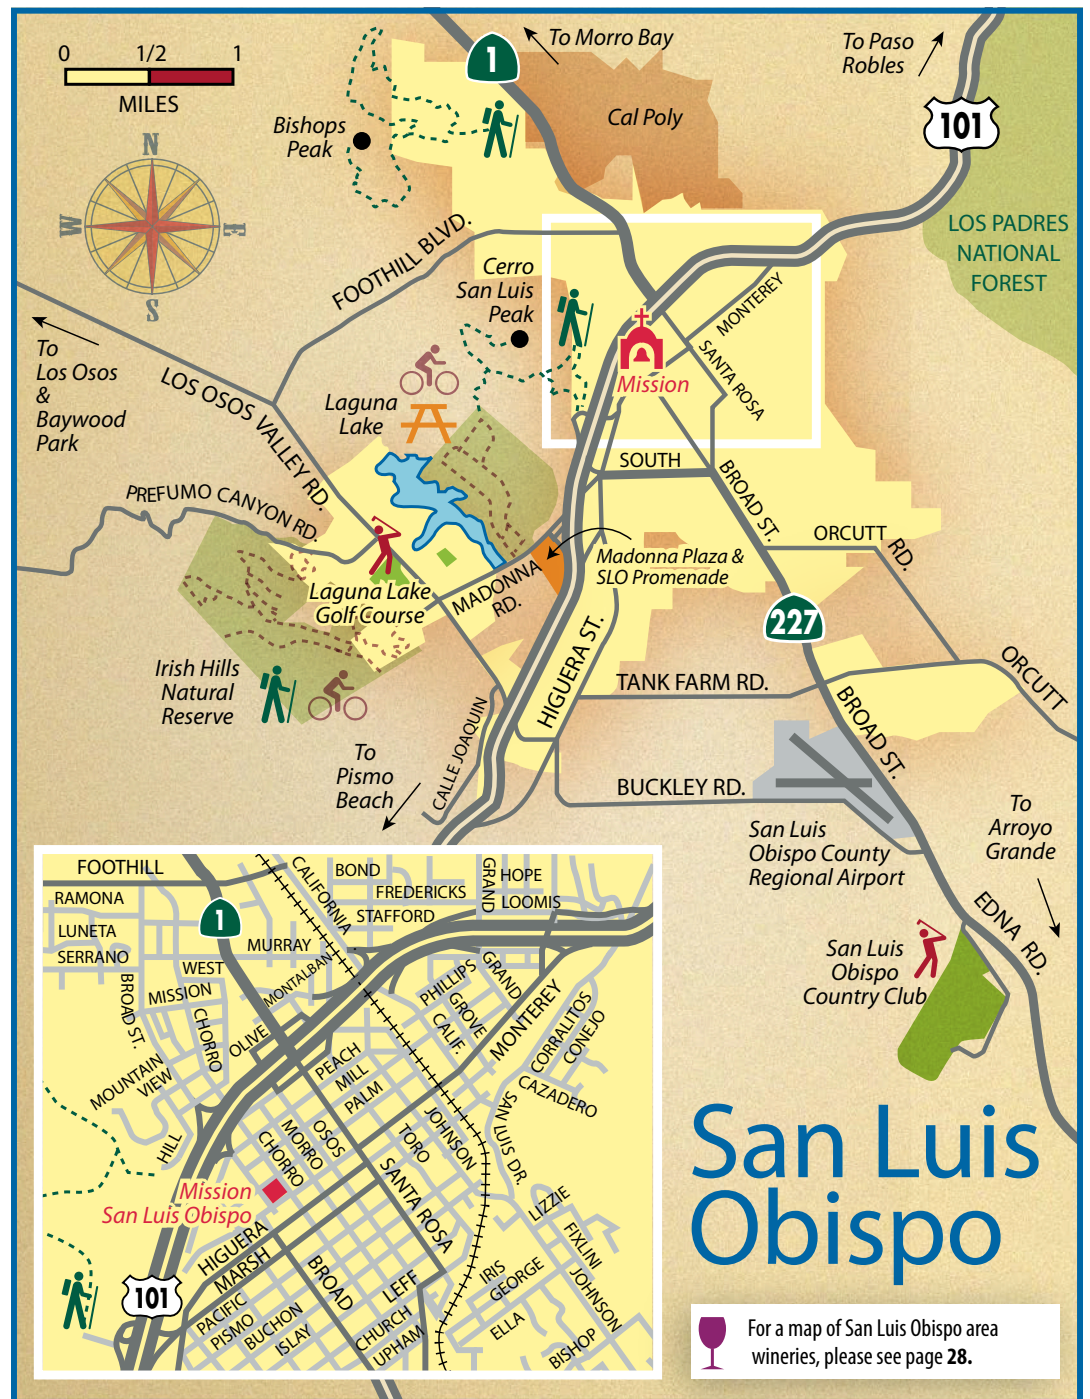 0 1/2 1
MILES
N
W E
S
To Morro Bay
1
Cal Poly
To Paso
Robles
101
Bishops
Peak
LOS PADRES
NATIONAL
FOREST
FOOTHILL BLVD.
Cerro
San Luis
Peak
MONTEREY
SANTA ROSA
Mission
To
Los Osos
&
Baywood
Park
LOS OSOS VALLEY RD.
Laguna
Lake
SOUTH
BROAD ST.
PREFUMO CANYON RD.
ORCUTT RD.
Madonna Plaza &
SLO Promenade
MADONNA
RD.
Laguna Lake
Golf Course
227
HIGUERA ST.
Irish Hills
Natural
Reserve
TANK FARM RD.
ORCUTT
BROAD ST.
CALLE JOAQUIN
To
Pismo
Beach
BUCKLEY RD.
San Luis
Obispo County
Regional Airport
To
Arroyo
Grande
EDNA RD.
San Luis
Obispo
Country Club
FOOTHILL
CALIFORNIA
BOND
GRAND
HOPE
RAMONA
FREDERICKS
LOOMIS
1
STAFFORD
LUNETA
MURRAY
SERRANO
WEST
MONTALBAN
PHILLIPS
GRAND
BROAD ST.
MISSION
CHORRO
GROVE
MONTEREY
CALIF.
CORRALITOS
CONEJO
OLIVE
PEACH
MILL
PALM
MOUNTAIN
VIEW
CAZADERO
SAN LUIS DR.
JOHNSON
HILL
OSOS
MORRO
CHORRO
TORO
SANTA ROSA
Mission
San Luis Obispo
LIZZIE
FIXLINI
HIGUERA
MARSH
BROAD
IRIS
GEORGE
JOHNSON
101
LEFF
PACIFIC
PISMO
BUCHON
ISLAY
CHURCH
UPHAM
ELLA
BISHOP
San Luis
Obispo
For a map of San Luis Obispo area
wineries, please see page 28.